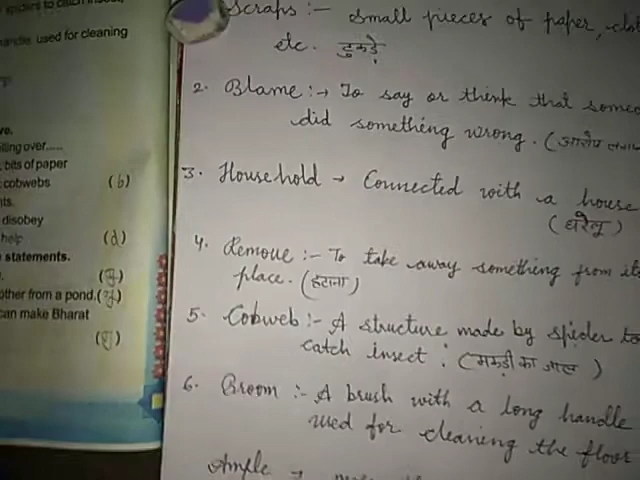 spiders to catch insect,
handle, used for cleaning
lling over.....
bits of paper
cobwebs (b)
disobey
help (d)
statements.
other from a pond.
can make Bharat
Scraps :- Small pieces of paper,
etc. टुकड़े
2. Blame :→ To say or think that
did something wrong. (आरोप
3. Household → Connected with a house
(घरेलू)
4. Remove :- To take away something from
place. (हटाना)
5. Cobweb :- A structure made by spider to
catch insect : (मकड़ी का जाल)
6. Broom :- A brush with a long handle
used for cleaning the floor